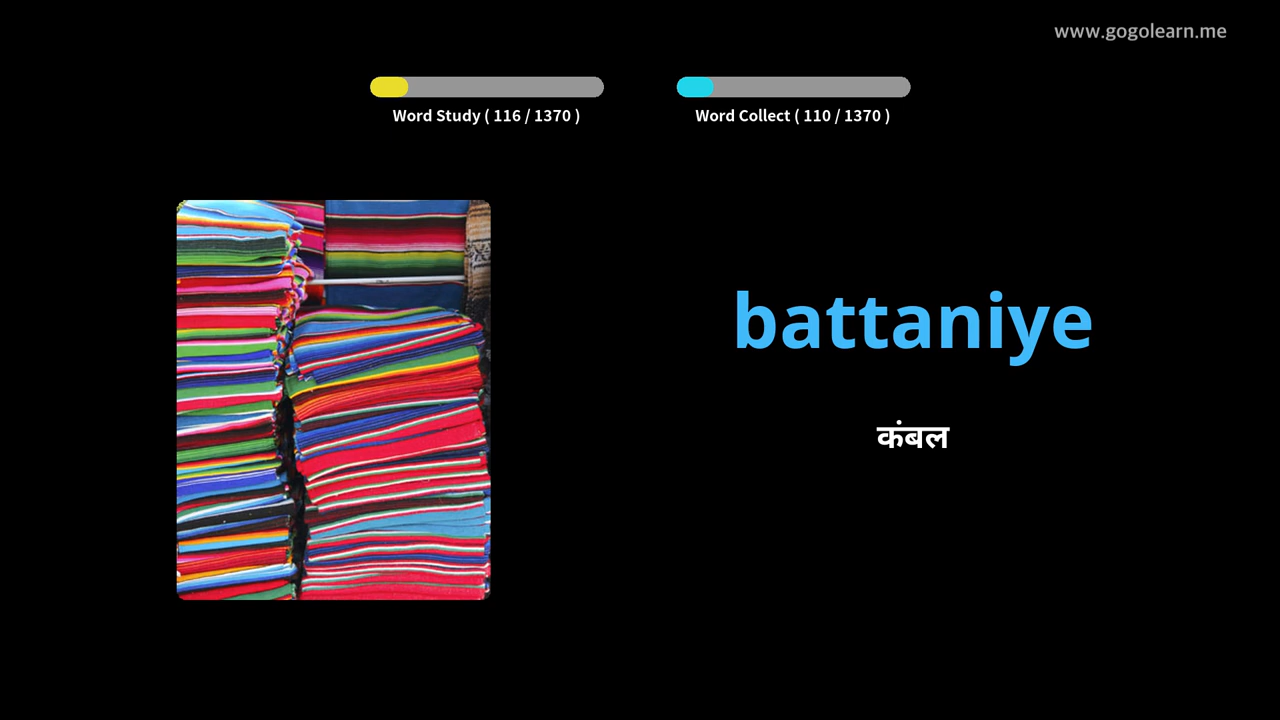 www.gogolearn.me
Word Study ( 116 / 1370 )
Word Collect ( 110 / 1370 )
battaniye
कंबल